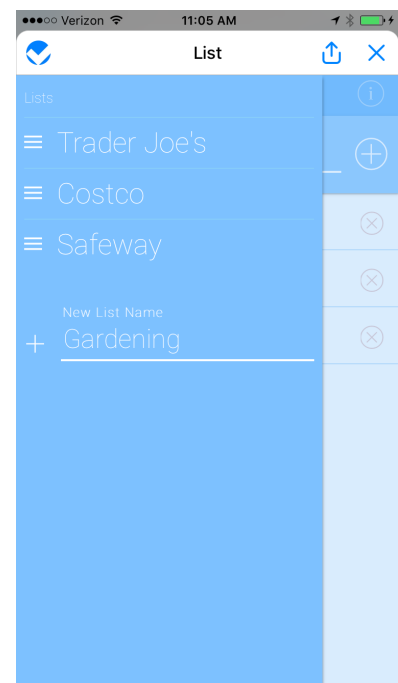 Verizon 11:05 AM
List
Lists
Trader Joe's
Costco
Safeway
New List Name
Gardening